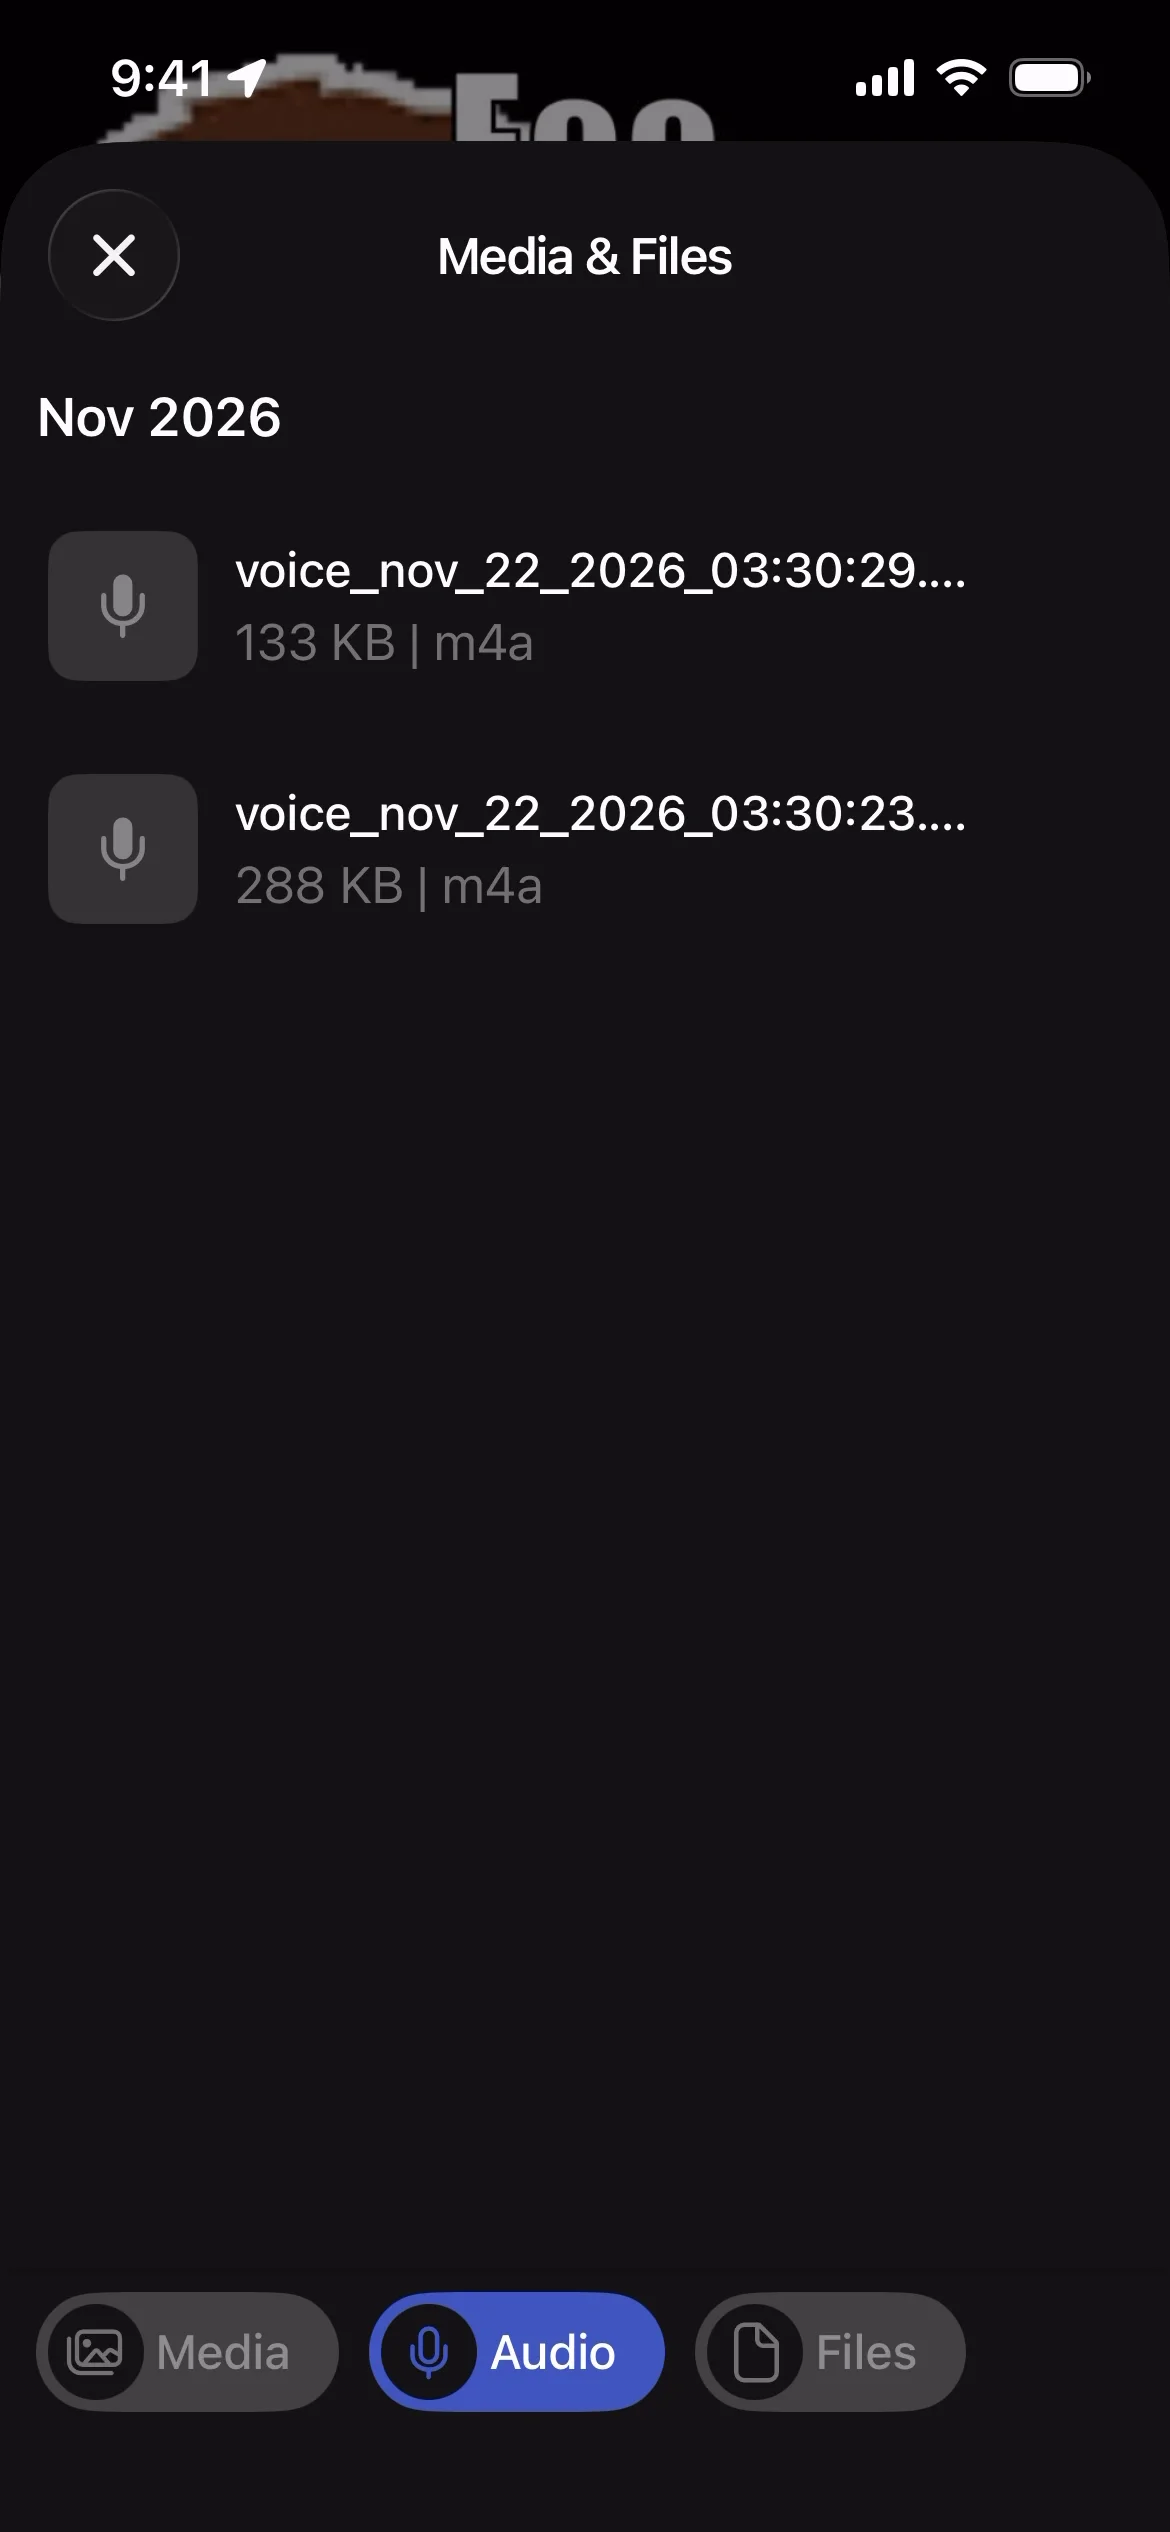 9:41
Media & Files
Nov 2026
voice_nov_22_2026_03:30:29....
133 KB | m4a
voice_nov_22_2026_03:30:23....
288 KB | m4a
Media
Audio
Files